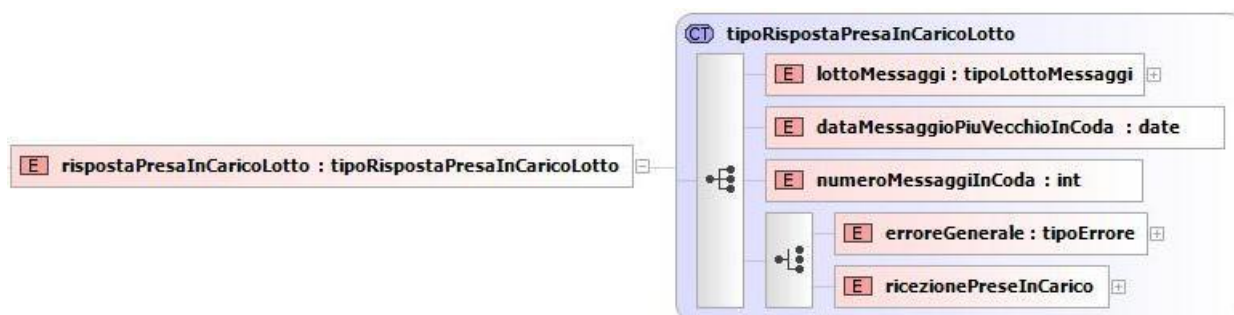 CT tipoRispostaPresaInCaricoLotto
E lottoMessaggi : tipoLottoMessaggi
E dataMessaggioPiuVecchioInCoda : date
E rispostaPresaInCaricoLotto : tipoRispostaPresaInCaricoLotto
E numeroMessaggiInCoda : int
E erroreGenerale : tipoErrore
E ricezionePreseInCarico